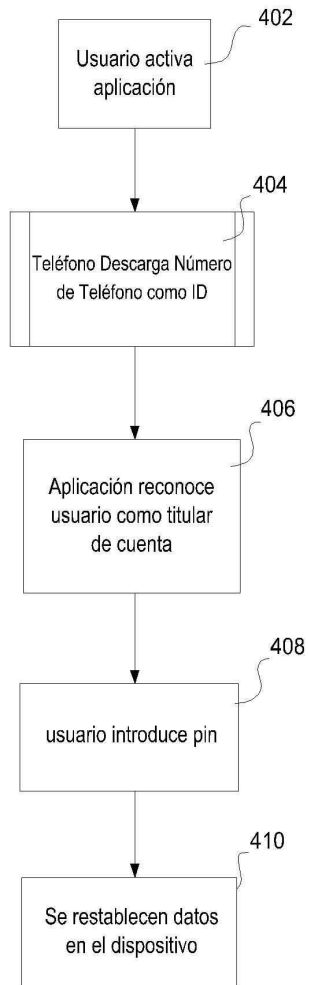 402
Usuario activa
aplicación
404
Teléfono Descarga Número
de Teléfono como ID
406
Aplicación reconoce
usuario como titular
de cuenta
408
usuario introduce pin
410
Se restablecen datos
en el dispositivo